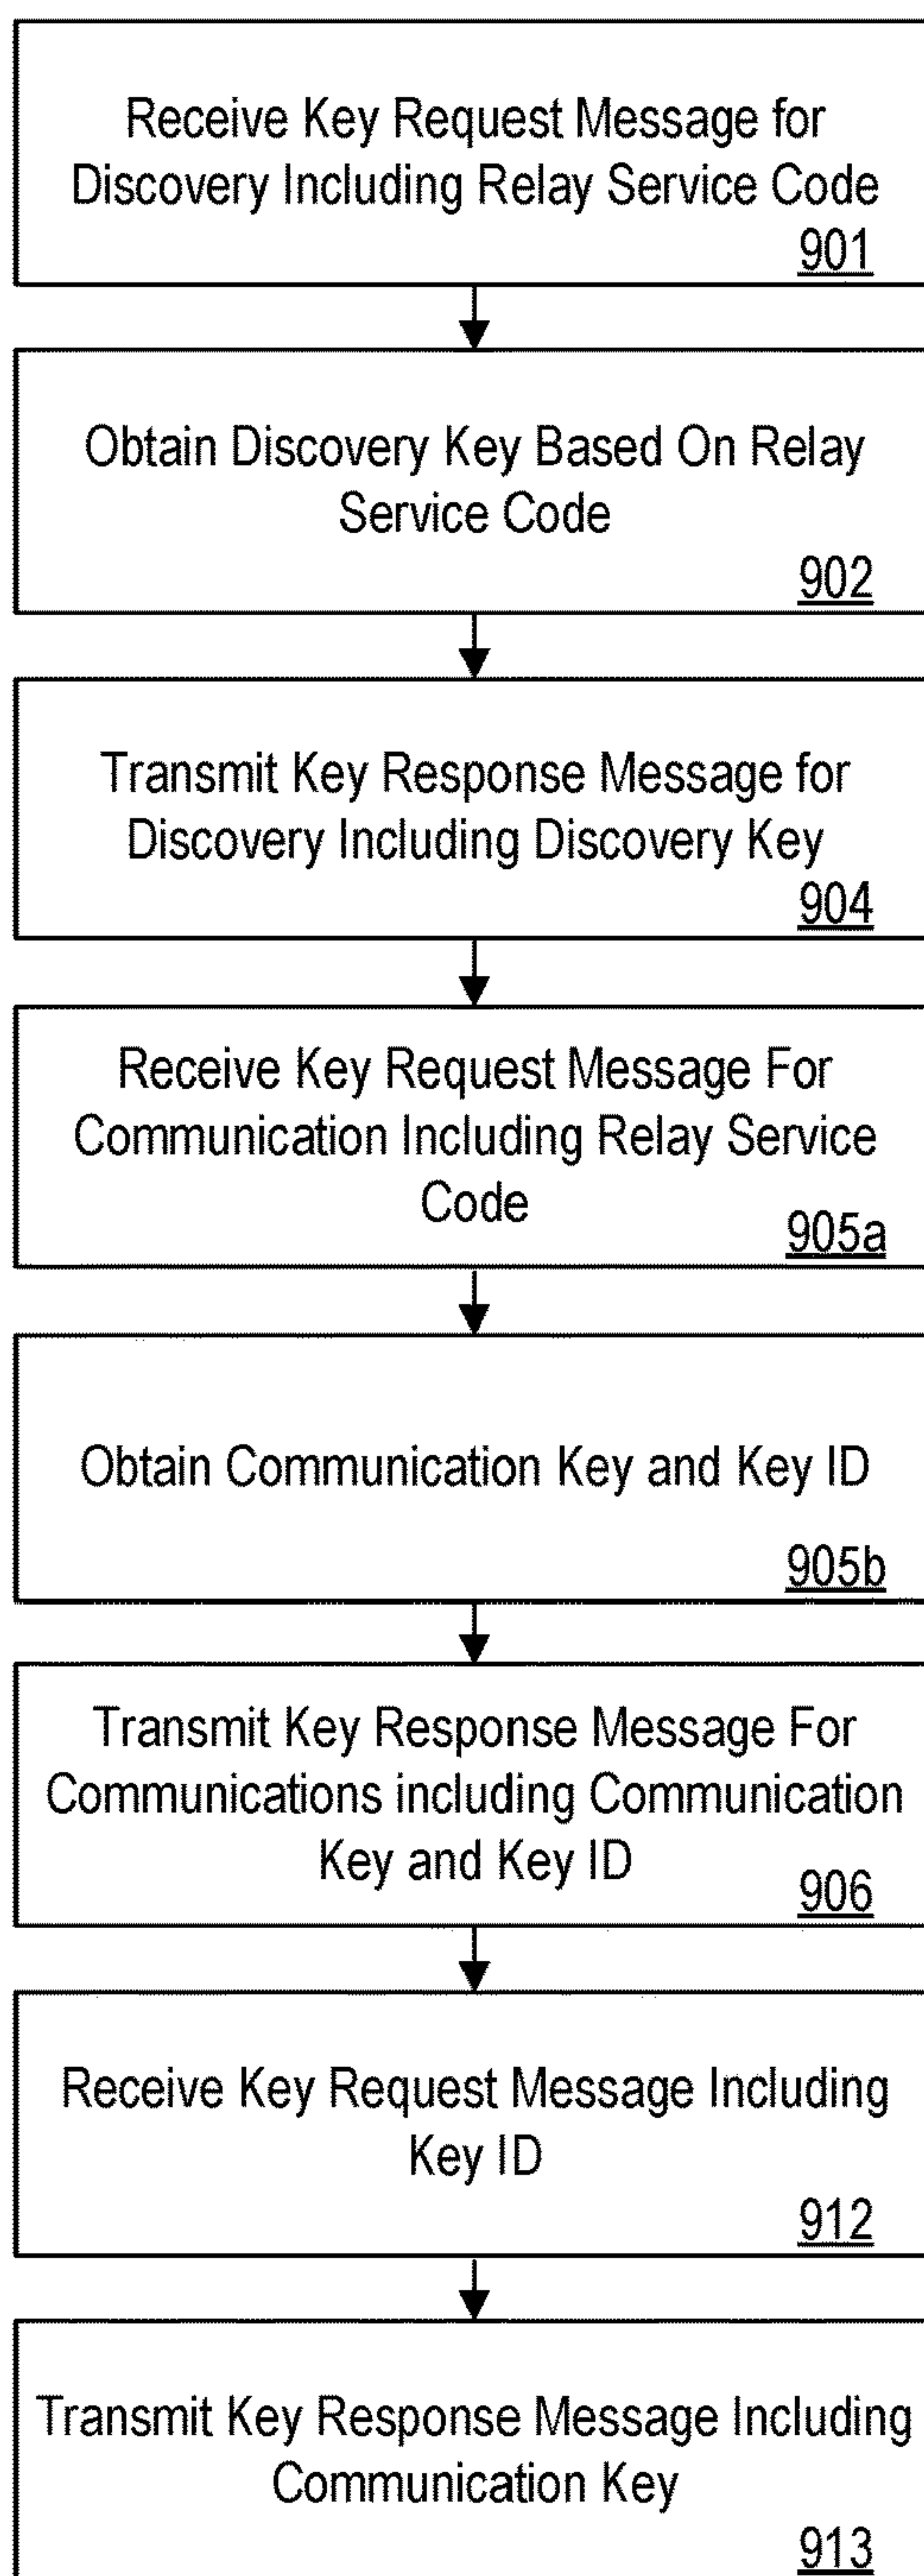 Receive Key Request Message for
Discovery Including Relay Service Code
901
Obtain Discovery Key Based On Relay
Service Code
902
Transmit Key Response Message for
Discovery Including Discovery Key
904
Receive Key Request Message For
Communication Including Relay Service
Code
905a
Obtain Communication Key and Key ID
905b
Transmit Key Response Message For
Communications including Communication
Key and Key ID
906
Receive Key Request Message Including
Key ID
912
Transmit Key Response Message Including
Communication Key
913